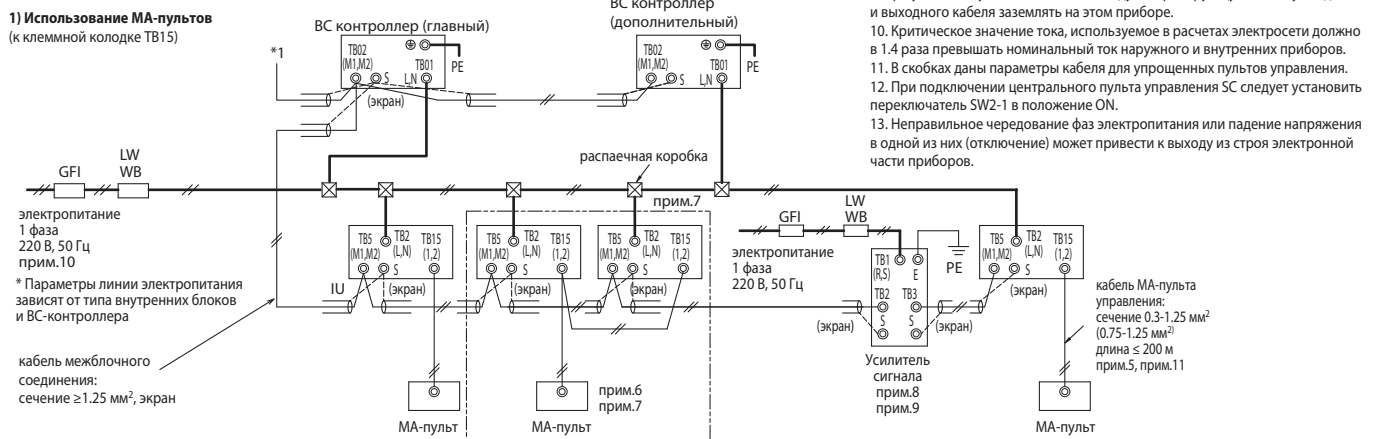 1) Использование МА-пультов
(к клеммной колодке TB15)
*1
BC контроллер (главный)
TB02
(M1,M2)
S
L,N
TB01
PE
(экран)
BC контроллер
(дополнительный)
TB02
(M1,M2)
S
L,N
TB01
PE
(экран)
и выходного кабеля заземлять на этом приборе.
10. Критическое значение тока, используемое в расчетах электросети должно
в 1.4 раза превышать номинальный ток наружного и внутренних приборов.
11. В скобках даны параметры кабеля для упрощенных пультов управления.
12. При подключении центрального пульта управления SC следует установить
переключатель SW2-1 в положение ON.
13. Неправильное чередование фаз электропитания или падение напряжения
в одной из них (отключение) может привести к выходу из строя электронной
части приборов.
GFI
LW
WB
распаечная коробка
прим.7
электропитание
1 фаза
220 В, 50 Гц
прим.10
* Параметры линии электропитания
зависят от типа внутренних блоков
и BC-контроллера
кабель межблочного
соединения:
сечение ≥1.25 мм², экран
IU
TB5
(M1,M2)
TB2
(L,N)
TB15
(1,2)
S
(экран)
МА-пульт
TB5
(M1,M2)
TB2
(L,N)
TB15
(1,2)
S
(экран)
МА-пульт
прим.6
прим.7
TB5
(M1,M2)
TB2
(L,N)
TB15
(1,2)
S
(экран)
GFI
LW
WB
электропитание
1 фаза
220 В, 50 Гц
TB1
(R,S)
E
PE
TB2
TB3
S
S
(экран)
(экран)
Усилитель
сигнала
прим.8
прим.9
TB5
(M1,M2)
TB2
(L,N)
TB15
(1,2)
S
(экран)
кабель МА-пульта
управления:
сечение 0.3-1.25 мм²
(0.75-1.25 мм²⁾
длина ≤ 200 м
прим.5, прим.11
МА-пульт